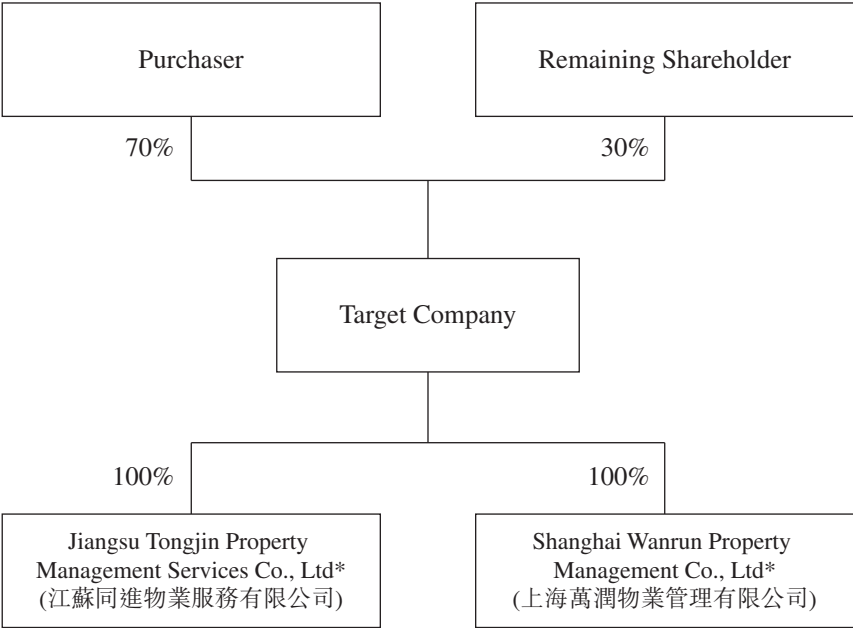 Purchaser
Remaining Shareholder
70%
30%
Target Company
100%
100%
Jiangsu Tongjin Property
Management Services Co., Ltd*
(江蘇同進物業服務有限公司)
Shanghai Wanrun Property
Management Co., Ltd*
(上海萬潤物業管理有限公司)